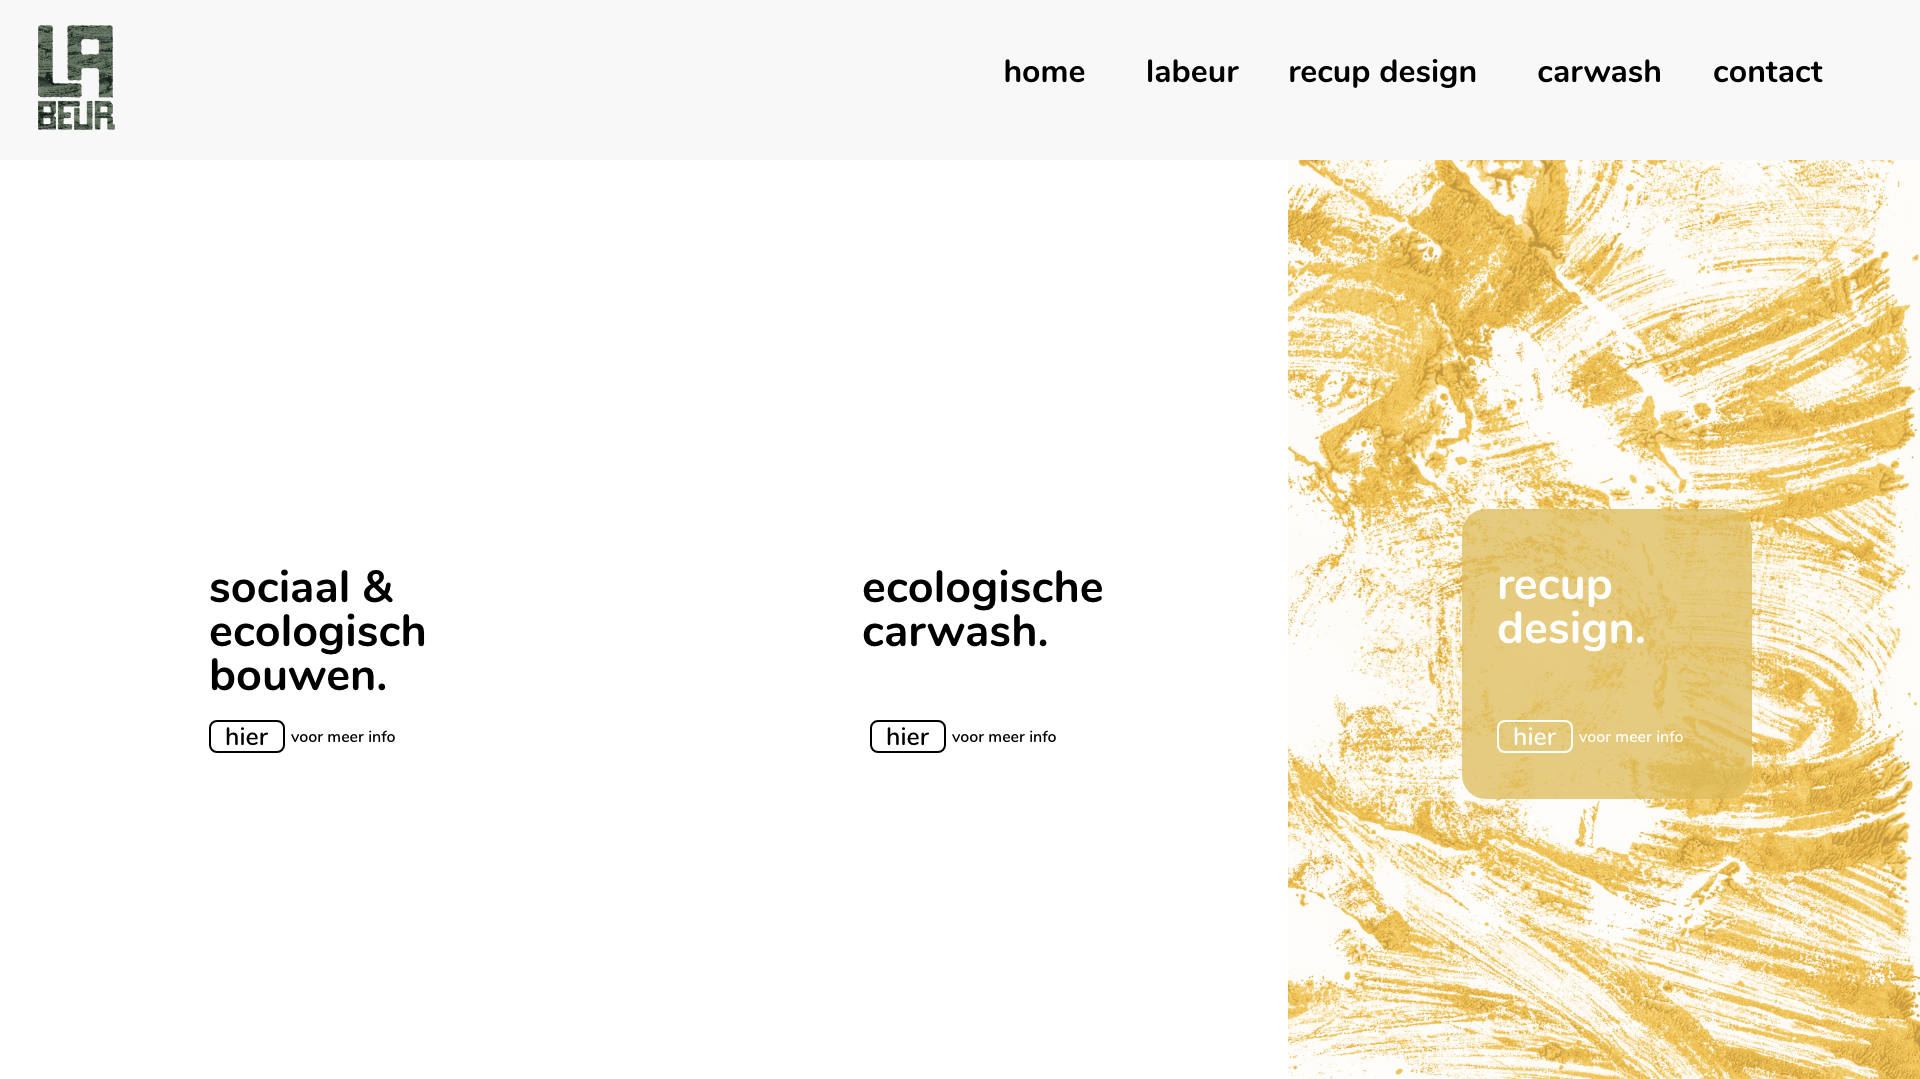 LA
BEUR
home labeur recup design carwash contact
sociaal &
ecologisch
bouwen.
hier voor meer info
ecologische
carwash.
hier voor meer info
recup
design.
hier voor meer info